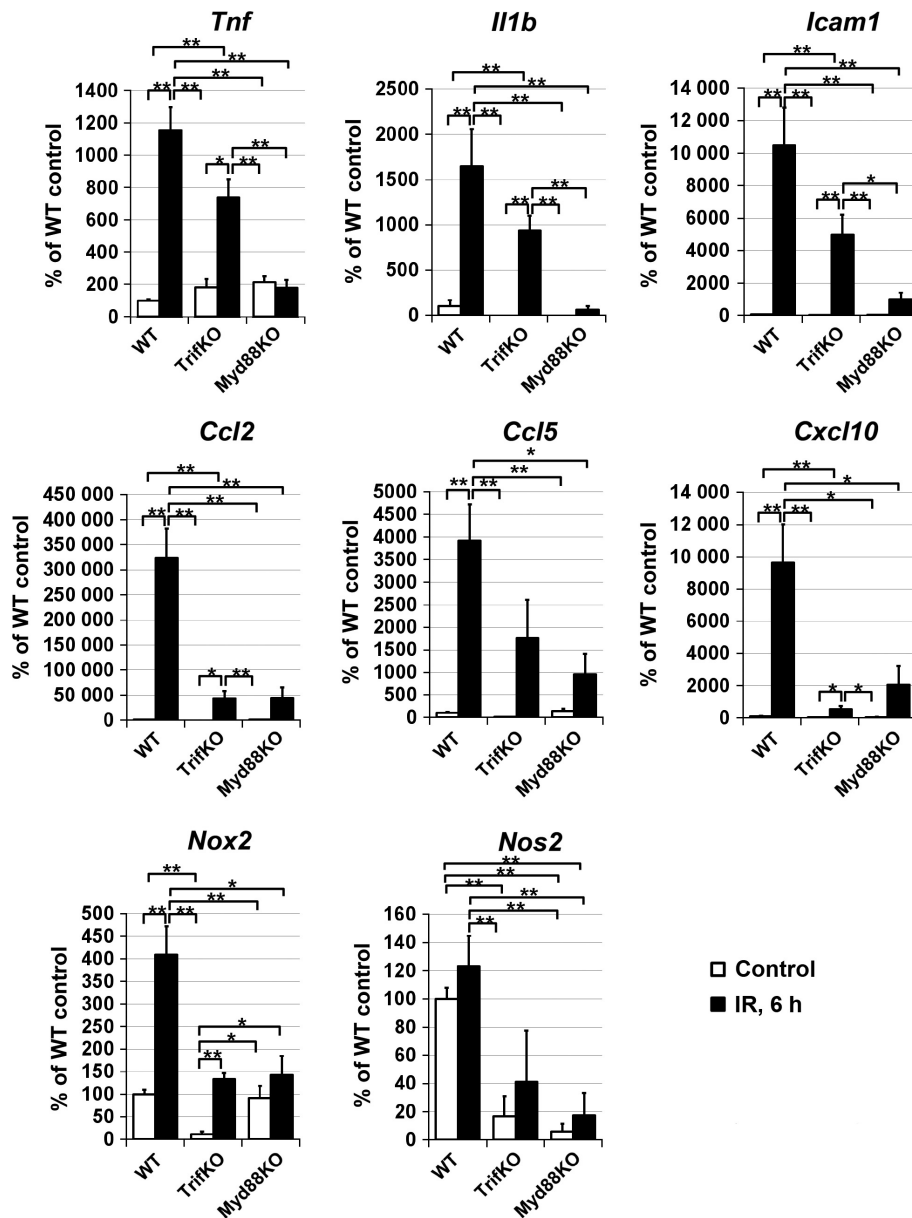 Tnf
** ** ** ** ** * ** **
% of WT control
1400
1200
1000
800
600
400
200
0
WT TrifKO Myd88KO
Il1b
** ** ** ** ** ** ** **
% of WT control
2500
2000
1500
1000
500
0
WT TrifKO Myd88KO
Icam1
** ** ** ** ** * ** **
% of WT control
14 000
12 000
10 000
8000
6000
4000
2000
0
WT TrifKO Myd88KO
Ccl2
** ** ** ** ** * **
% of WT control
450 000
400 000
350 000
300 000
250 000
200 000
150 000
100 000
50 000
0
WT TrifKO Myd88KO
Ccl5
* ** ** **
% of WT control
5000
4500
4000
3500
3000
2500
2000
1500
1000
500
0
WT TrifKO Myd88KO
Cxcl10
** * * ** ** * *
% of WT control
14 000
12 000
10 000
8000
6000
4000
2000
0
WT TrifKO Myd88KO
Nox2
** * ** ** ** * * **
% of WT control
500
450
400
350
300
250
200
150
100
50
0
WT TrifKO Myd88KO
Nos2
** ** ** ** ** **
% of WT control
160
140
120
100
80
60
40
20
0
WT TrifKO Myd88KO
Control
IR, 6 h